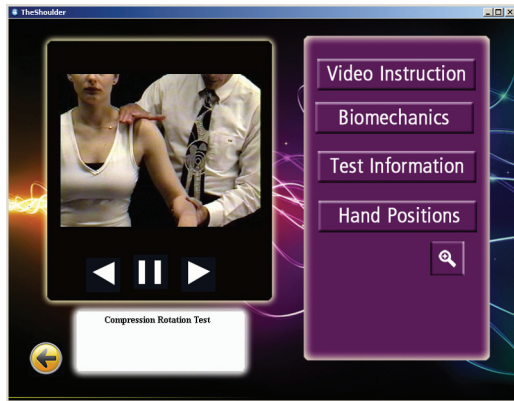 TheShoulder
Video Instruction
Biomechanics
Test Information
Hand Positions
Compression Rotation Test